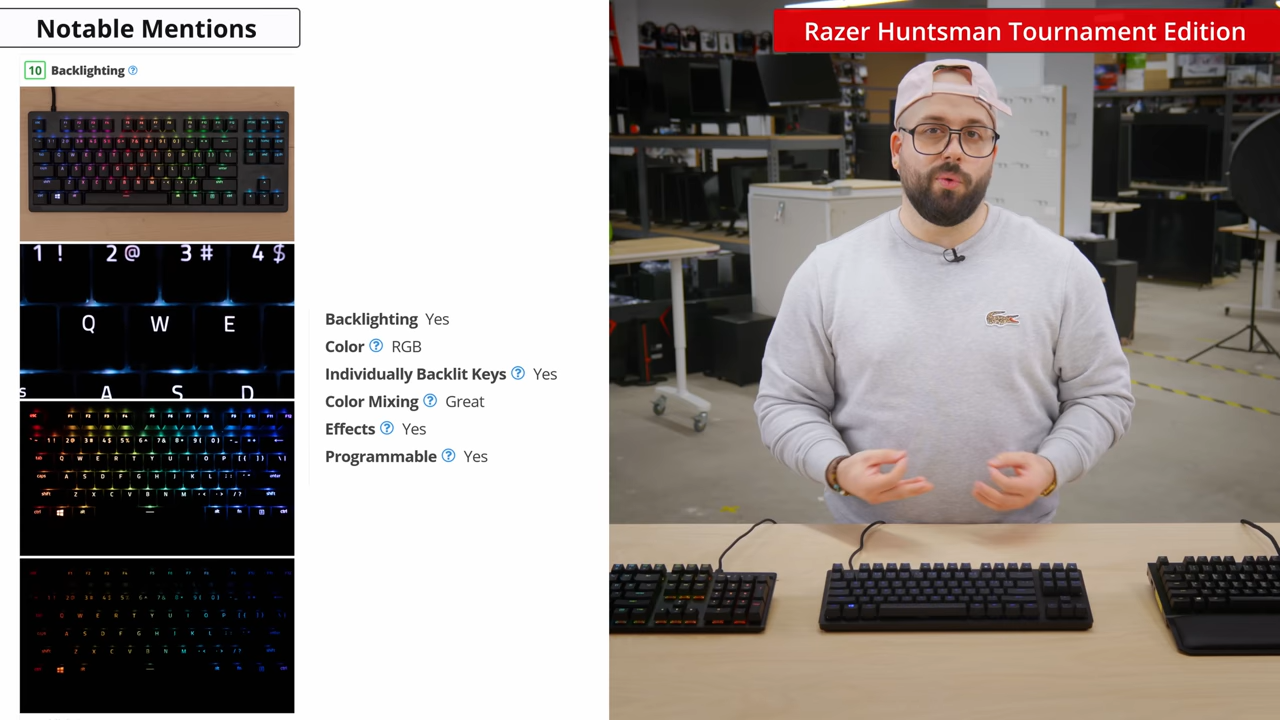 Notable Mentions
Razer Huntsman Tournament Edition
10 Backlighting ?
1 ! 2 @ 3 # 4 $
Q W E
A S D
Backlighting Yes
Color ? RGB
Individually Backlit Keys ? Yes
Color Mixing ? Great
Effects ? Yes
Programmable ? Yes